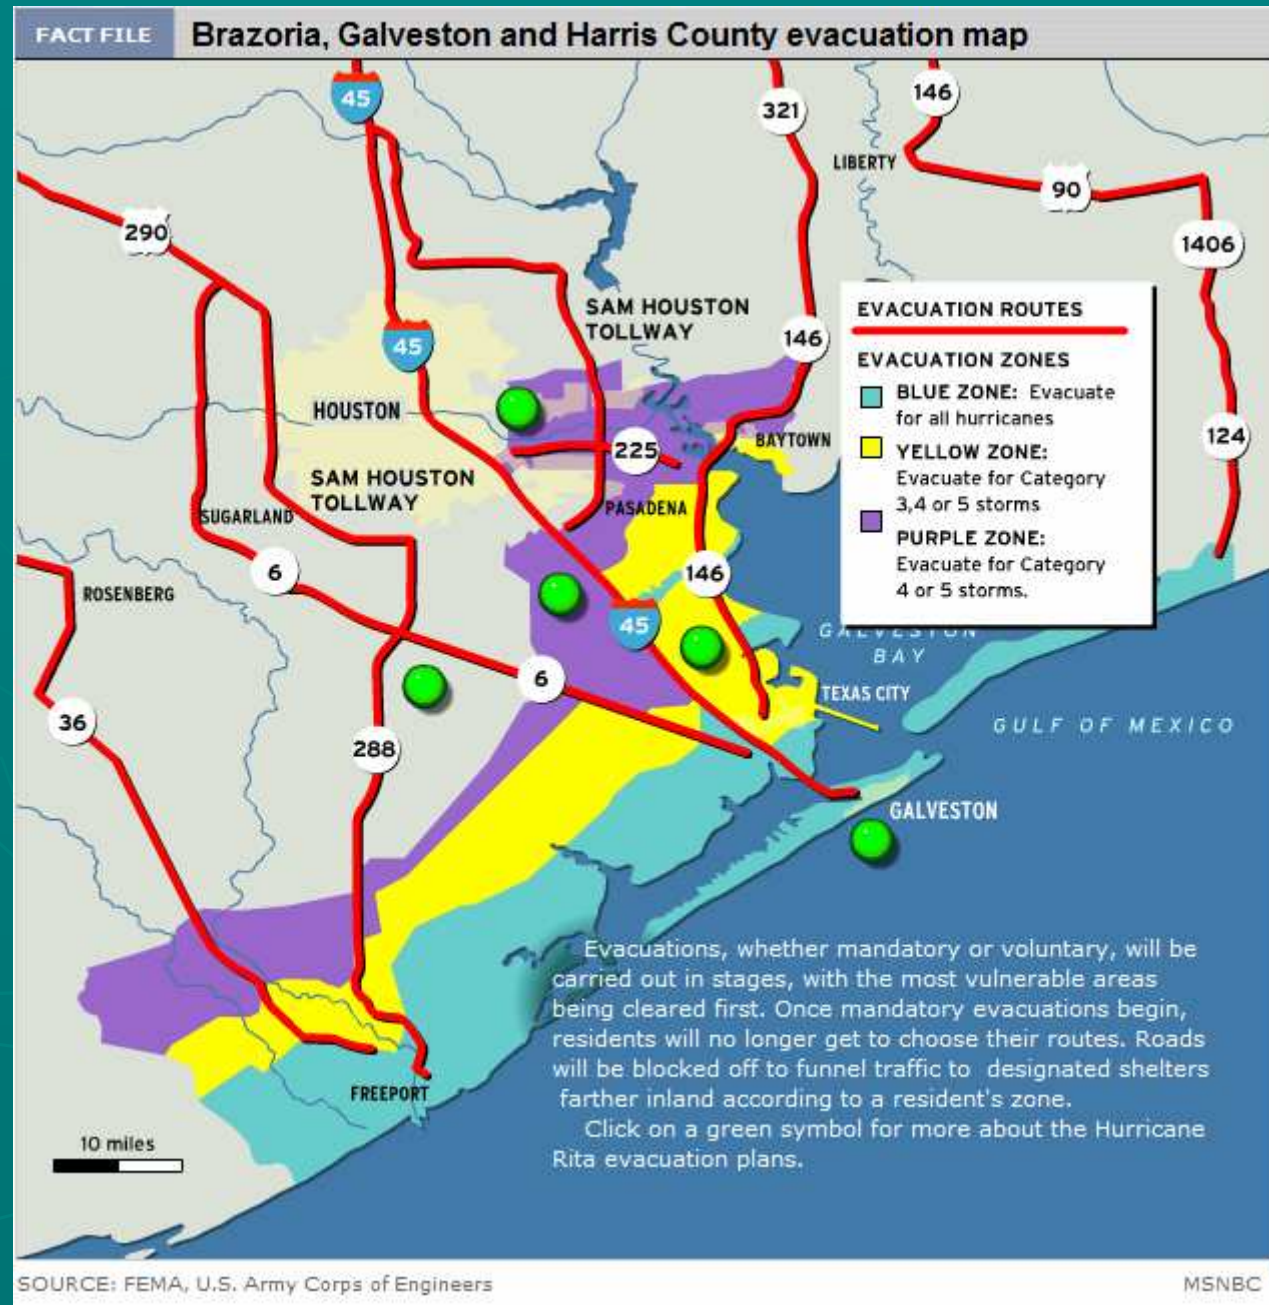 FACT FILE
Brazoria, Galveston and Harris County evacuation map
45
321
146
LIBERTY
90
290
1406
SAM HOUSTON
TOLLWAY
146
45
HOUSTON
225
BAYTOWN
124
SAM HOUSTON
TOLLWAY
SUGARLAND
PASADENA
6
146
ROSENBERG
45
6
36
288
EVACUATION ROUTES
EVACUATION ZONES
BLUE ZONE: Evacuate
for all hurricanes
YELLOW ZONE:
Evacuate for Category
3,4 or 5 storms
PURPLE ZONE:
Evacuate for Category
4 or 5 storms.
GALVESTON
BAY
TEXAS CITY
GULF OF MEXICO
GALVESTON
FREEPORT
10 miles
Evacuations, whether mandatory or voluntary, will be
carried out in stages, with the most vulnerable areas
being cleared first. Once mandatory evacuations begin,
residents will no longer get to choose their routes. Roads
will be blocked off to funnel traffic to designated shelters
farther inland according to a resident's zone.
Click on a green symbol for more about the Hurricane
Rita evacuation plans.
SOURCE: FEMA, U.S. Army Corps of Engineers
MSNBC